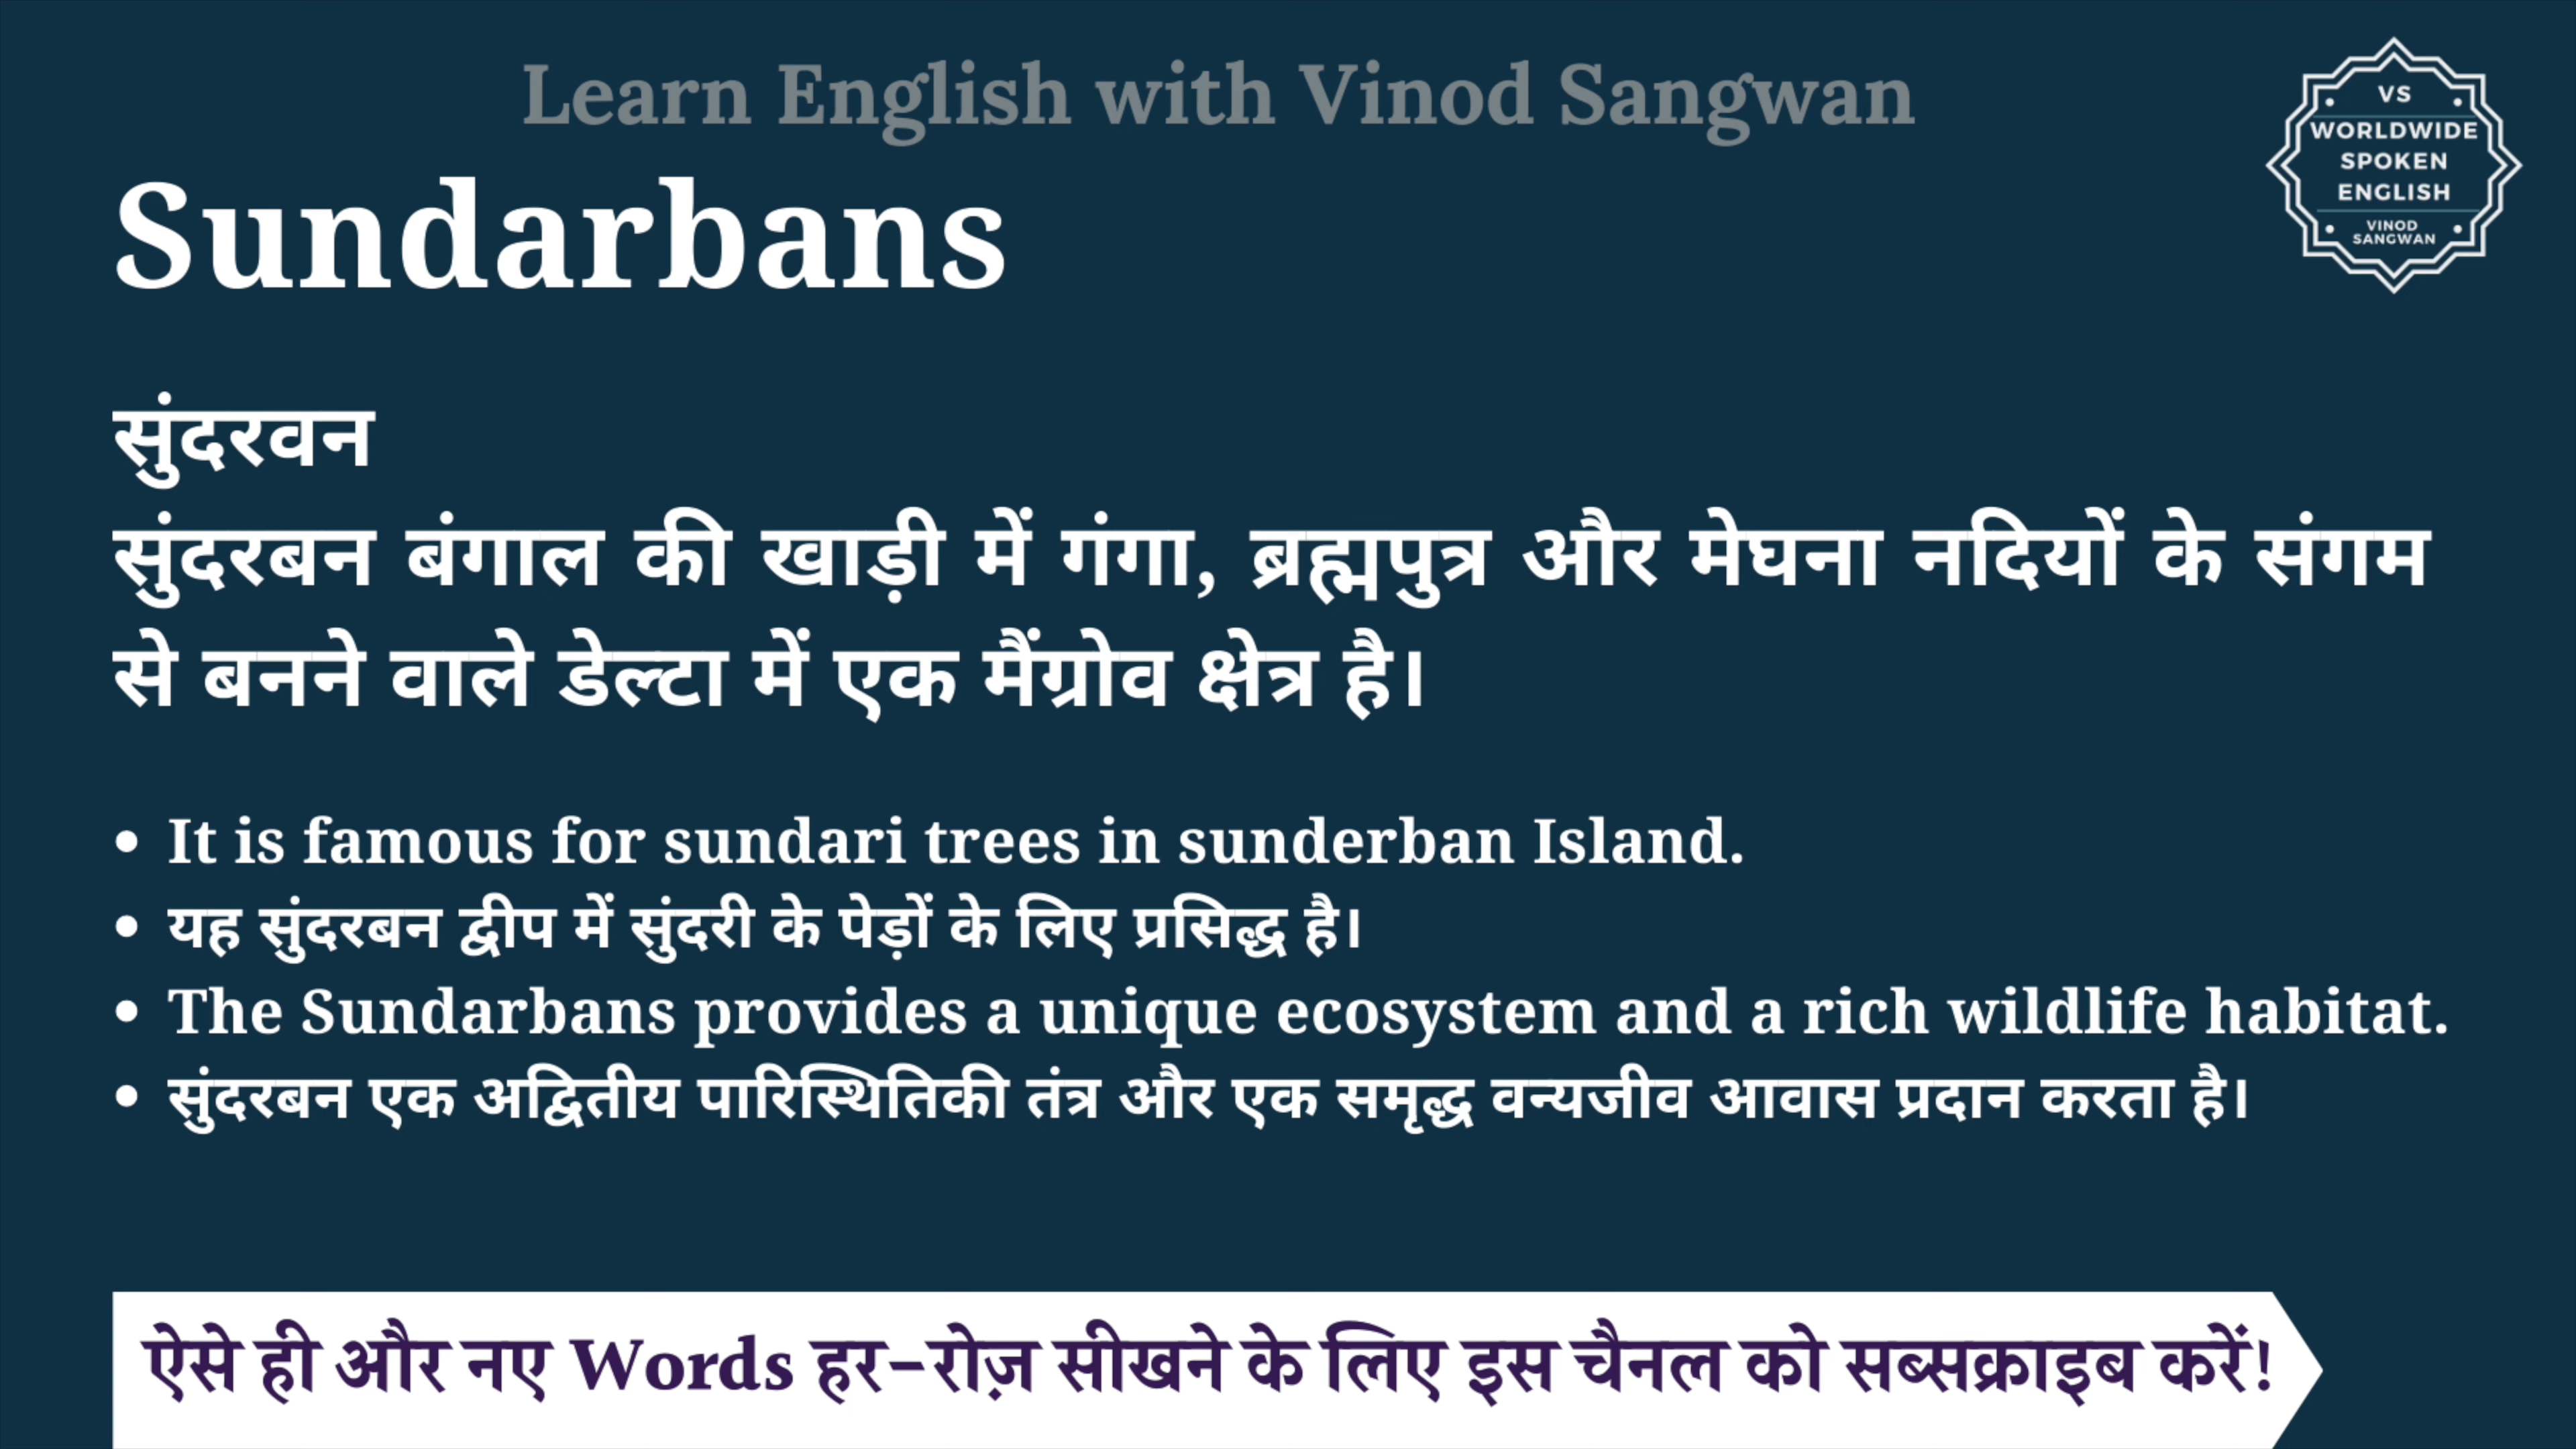 Learn English with Vinod Sangwan
VS
WORLDWIDE
SPOKEN
ENGLISH
VINOD
SANGWAN
Sundarbans
सुंदरवन
सुंदरबन बंगाल की खाड़ी में गंगा, ब्रह्मपुत्र और मेघना नदियों के संगम
से बनने वाले डेल्टा में एक मैंग्रोव क्षेत्र है।
• It is famous for sundari trees in sunderban Island.
• यह सुंदरबन द्वीप में सुंदरी के पेड़ों के लिए प्रसिद्ध है।
• The Sundarbans provides a unique ecosystem and a rich wildlife habitat.
• सुंदरबन एक अद्वितीय पारिस्थितिकी तंत्र और एक समृद्ध वन्यजीव आवास प्रदान करता है।
ऐसे ही और नए Words हर-रोज़ सीखने के लिए इस चैनल को सब्सक्राइब करें!